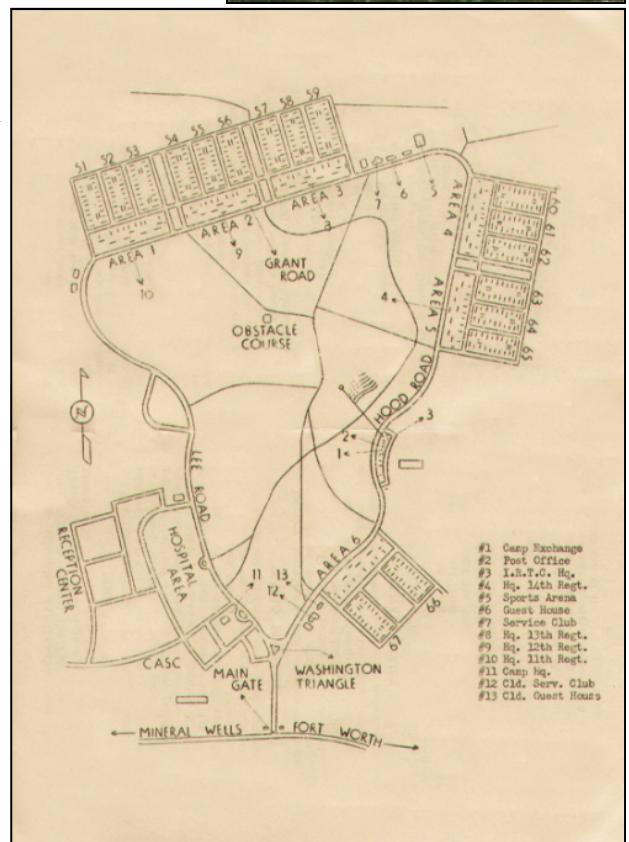 51
52
53
54
55
56
57
58
59
AREA 1
AREA 2
AREA 3
10
9
8
7
6
5
GRANT
ROAD
OBSTACLE
COURSE
AREA 4
AREA 5
4
60
61
62
63
64
65
HOOD ROAD
3
2
1
N
LEE ROAD
RECEPTION
CENTER
HOSPITAL
AREA
AREA 6
11
13
12
66
67
CASC
MAIN
GATE
WASHINGTON
TRIANGLE
MINERAL WELLS
FORT WORTH
#1 Camp Exchange
#2 Post Office
#3 I.R.T.C. Hq.
#4 Hq. 14th Regt.
#5 Sports Arena
#6 Guest House
#7 Service Club
#8 Hq. 13th Regt.
#9 Hq. 12th Regt.
#10 Hq. 11th Regt.
#11 Camp Hq.
#12 Cld. Serv. Club
#13 Cld. Guest House